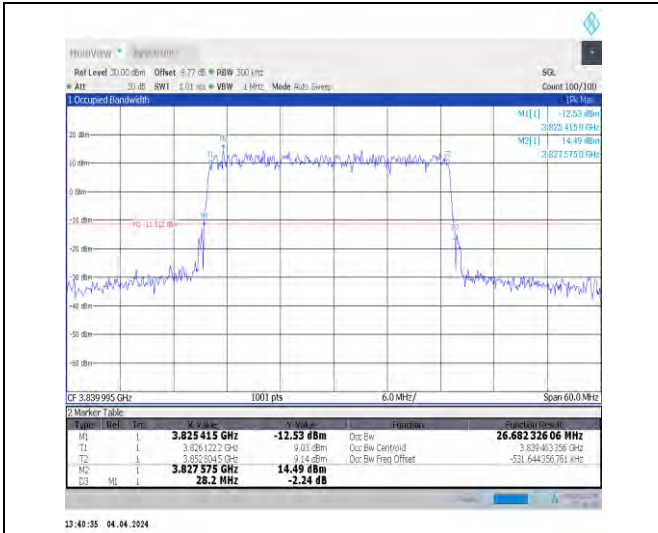 MultiView Spectrum
Ref Level 30.00 dBm Offset 9.77 dB RBW 300 kHz SGL
Att 30 dB SWT 1.01 ms VBW 1 MHz Mode Auto Sweep Count 100/100
1 Occupied Bandwidth 1Pk Max
M1[1] -12.53 dBm
3.825 415 0 GHz
M2[1] 14.49 dBm
3.827 575 0 GHz
20 dBm
10 dBm
0 dBm
-10 dBm
-20 dBm
-30 dBm
-40 dBm
-50 dBm
-60 dBm
M2
T1
T2
M1
CF 3.839 995 GHz 1001 pts 6.0 MHz/ Span 60.0 MHz
2 Marker Table
Type Ref Trc X-Value Y-Value Function Function Result
M1 1 3.825 415 GHz -12.53 dBm Occ Bw 26.682 326 06 MHz
T1 1 3.826 122 2 GHz 9.03 dBm Occ Bw Centroid 3.839 463 356 GHz
T2 1 3.852 804 5 GHz 9.14 dBm Occ Bw Freq Offset -531.644 356 761 kHz
M2 1 3.827 575 GHz 14.49 dBm
D3 M1 1 28.2 MHz -2.24 dB
13:40:35 04.04.2024